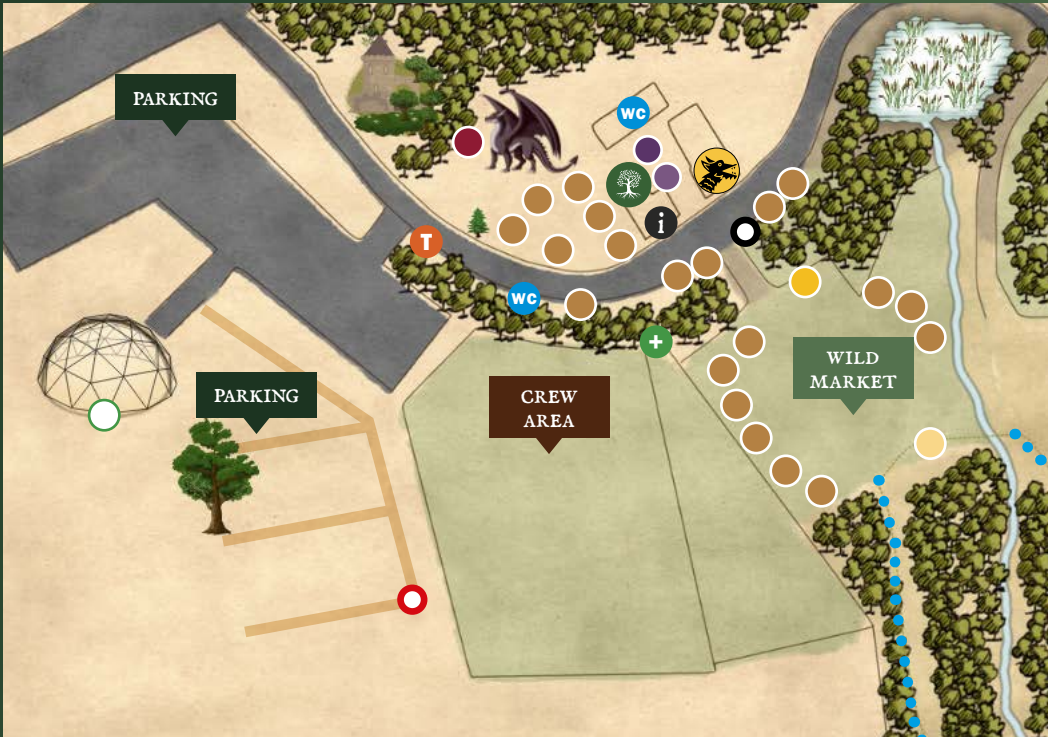 PARKING
WC
T
i
WC
+
PARKING
CREW
AREA
WILD
MARKET